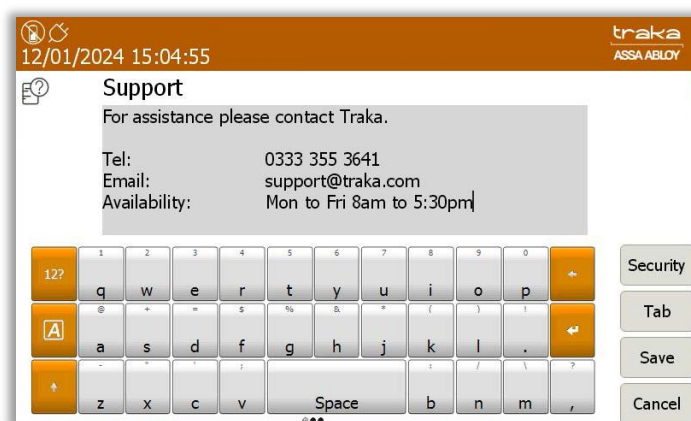 traka
12/01/2024 15:04:55
ASSA ABLOY
Support
For assistance please contact Traka.
Tel: 0333 355 3641
Email: support@traka.com
Availability: Mon to Fri 8am to 5:30pm
12? 1 2 3 4 5 6 7 8 9 0
q w e r t y u i o p
Security
@ + = $ % & * ( ) !
A a s d f g h j k l .
Tab
- " ' ; : / \ ?
z x c v Space b n m ,
Save
Cancel